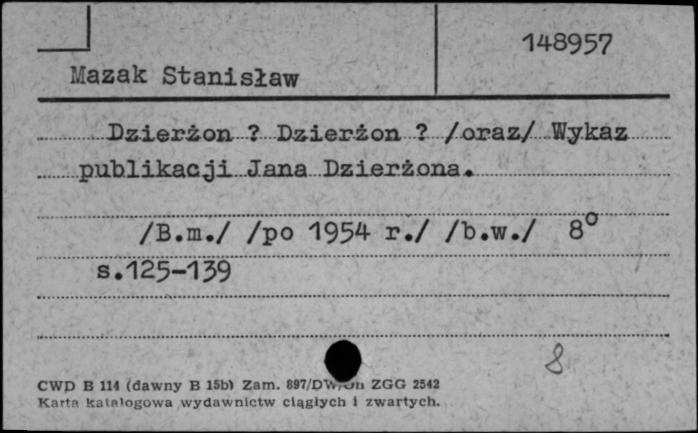 148957
Mazak Stanisław
Dzierżon ? Dzierżon ? /oraz/ Wykaz
publikacji Jana Dzierżona.
/B.m./ /po 1954 r./ /b.w./ 8°
s.125-139
8
CWD B 114 (dawny B 15b) Zam. 897/DW/ ZGG 2542
Karta katalogowa wydawnictw ciągłych i zwartych.